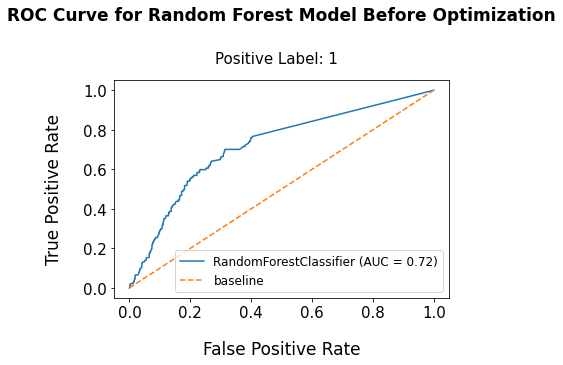 ROC Curve for Random Forest Model Before Optimization
Positive Label: 1
True Positive Rate
1.0
0.8
0.6
0.4
0.2
0.0
RandomForestClassifier (AUC = 0.72)
baseline
0.0 0.2 0.4 0.6 0.8 1.0
False Positive Rate